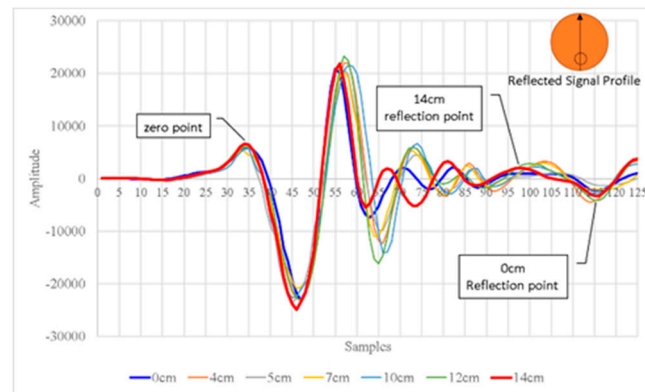 30000
Reflected Signal Profile
20000
14cm
reflection point
zero point
10000
Amplitude
0
1 5 10 15 20 25 30 35 40 45 50 55 60 65 70 75 80 85 90 95 100 105 110 115 120 125
-10000
0cm
Reflection point
-20000
-30000
Samples
0cm 4cm 5cm 7cm 10cm 12cm 14cm